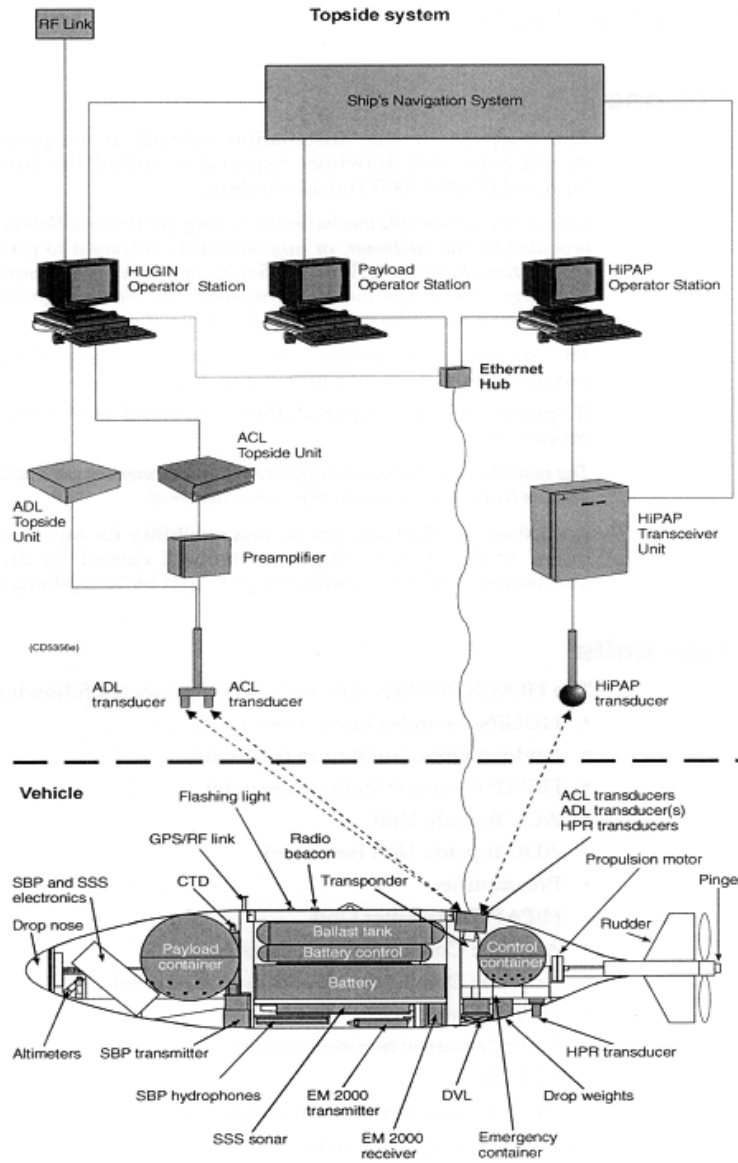 Topside system
RF Link
Ship's Navigation System
HUGIN
Operator Station
Payload
Operator Station
HiPAP
Operator Station
Ethernet
Hub
ACL
Topside Unit
ADL
Topside
Unit
Preamplifier
HiPAP
Transceiver
Unit
(CD5356e)
ADL
transducer
ACL
transducer
HiPAP
transducer
Vehicle
Flashing light
ACL transducers
ADL transducer(s)
HPR transducers
GPS/RF link
Radio
beacon
Transponder
Propulsion motor
SBP and SSS
electronics
CTD
Pinge
Drop nose
Rudder
Payload
container
Ballast tank
Battery control
Battery
Control
container
Altimeters
SBP transmitter
SBP hydrophones
SSS sonar
EM 2000
transmitter
EM 2000
receiver
DVL
Emergency
container
Drop weights
HPR transducer